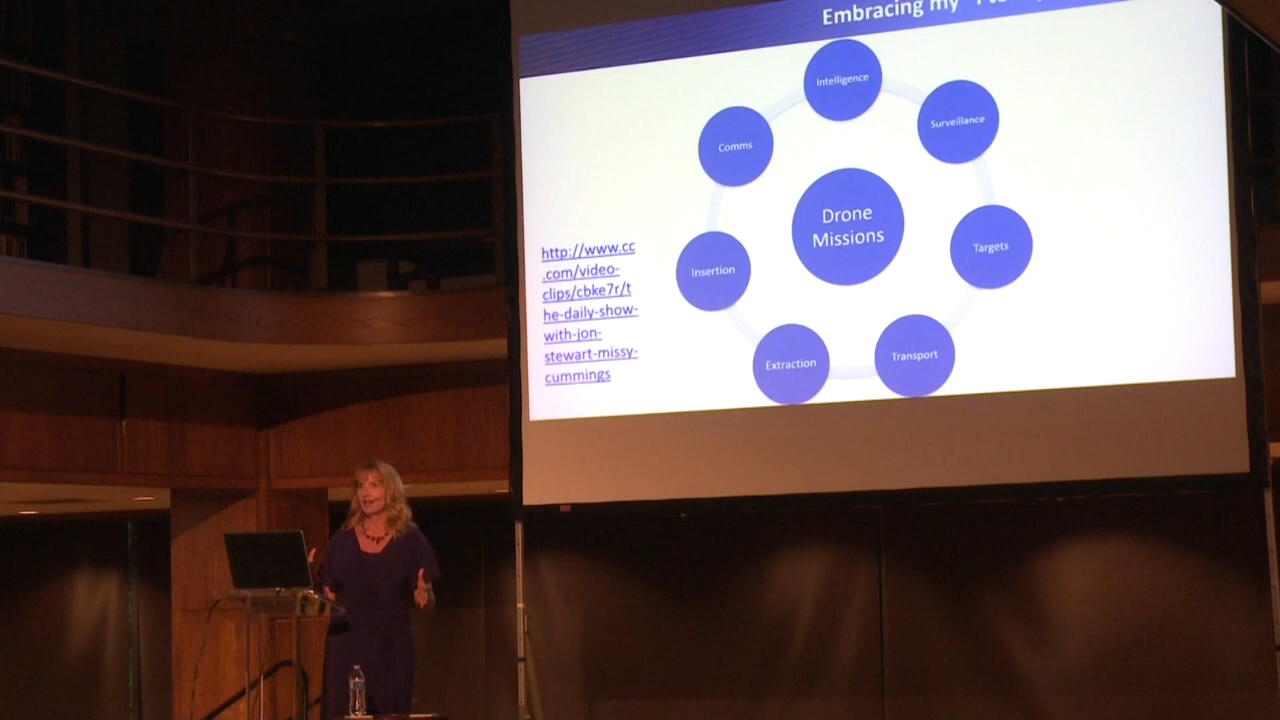 Embracing my
Intelligence
Surveillance
Comms
Drone
Missions
Targets
Insertion
Transport
Extraction
http://www.cc
.com/video-
clips/cbke7r/t
he-daily-show-
with-jon-
stewart-missy-
cummings